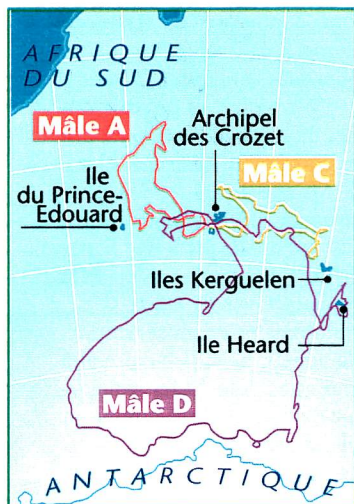 AFRIQUE
DU SUD
Mâle A
Archipel
des Crozet
Mâle C
Ile
du Prince-
Edouard
Iles Kerguelen
Ile Heard
Mâle D
ANTARCTIQUE